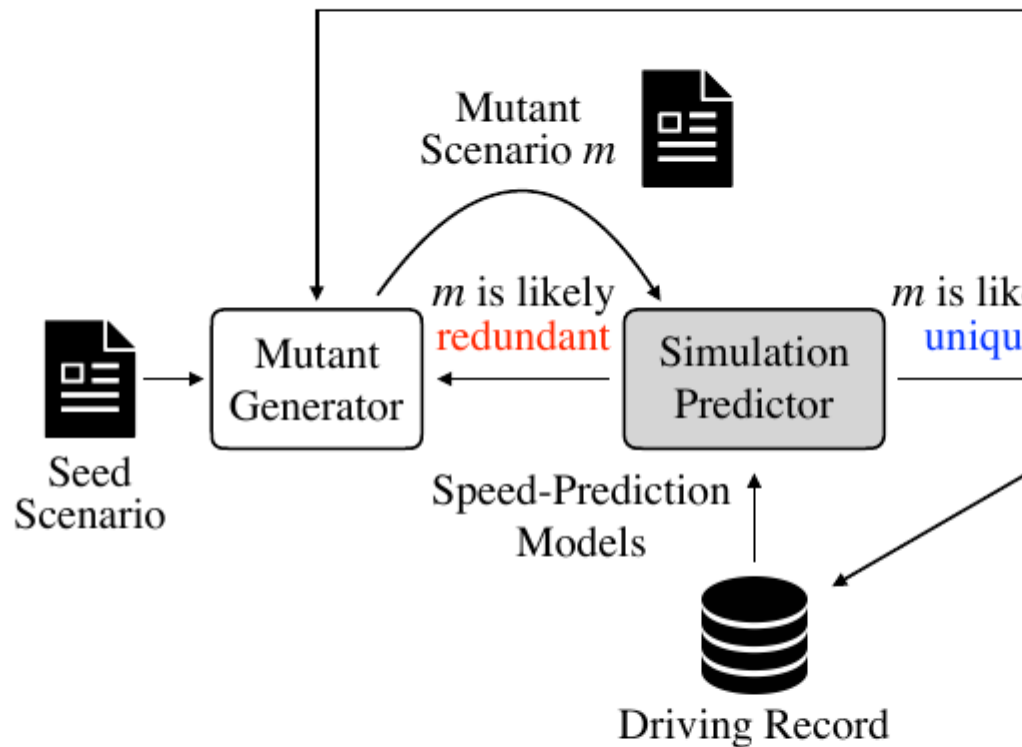 Mutant
Scenario m
m is likely
redundant
m is lik
uniqu
Mutant
Generator
Simulation
Predictor
Seed
Scenario
Speed-Prediction
Models
Driving Record